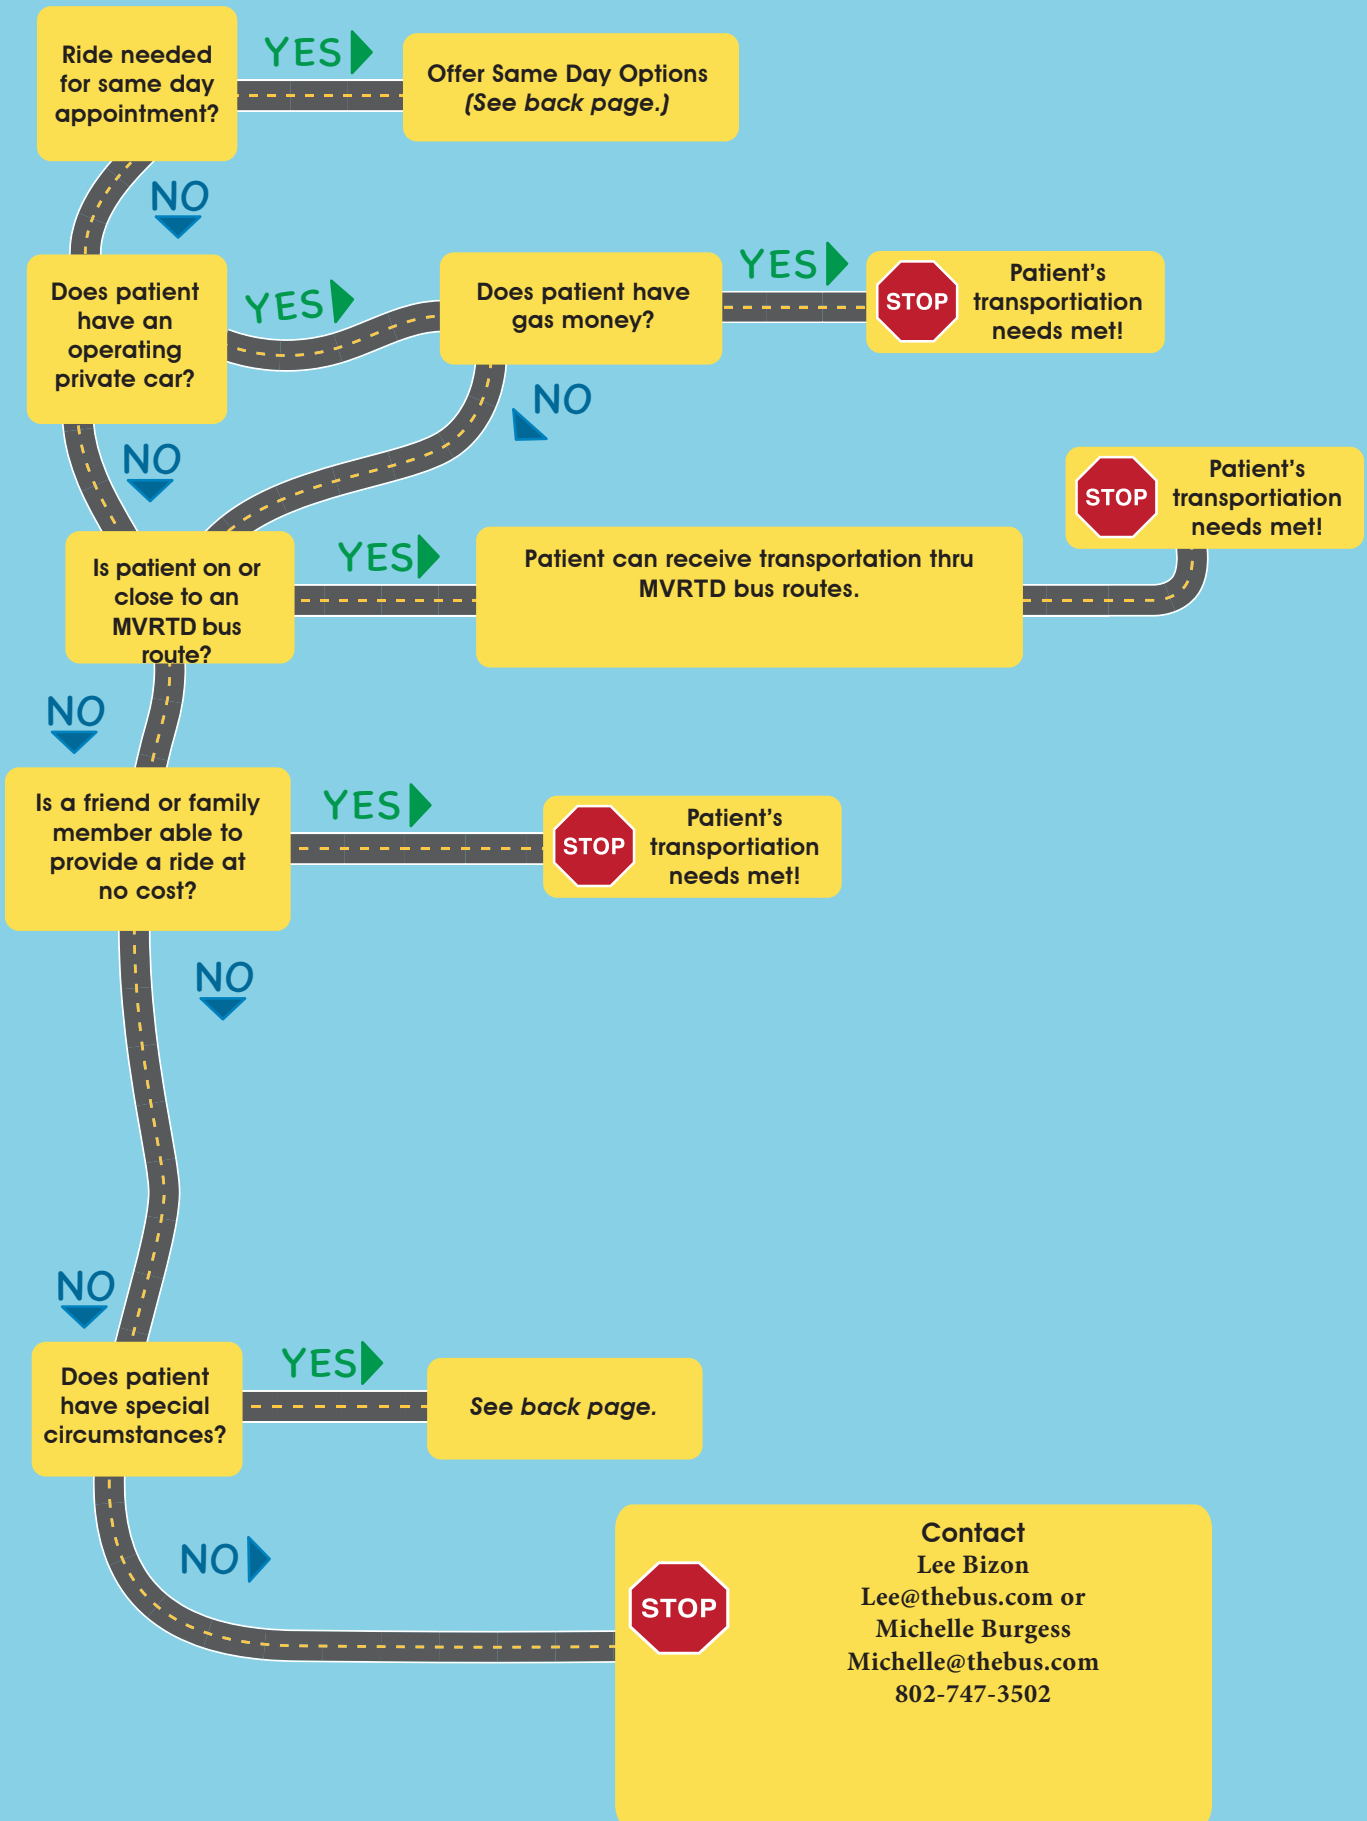 Ride needed
for same day
appointment?
YES
Offer Same Day Options
(See back page.)
NO
Does patient
have an
operating
private car?
YES
Does patient have
gas money?
YES
STOP
Patient's
transportiation
needs met!
NO
NO
Is patient on or
close to an
MVRTD bus
route?
YES
Patient can receive transportation thru
MVRTD bus routes.
STOP
Patient's
transportiation
needs met!
NO
Is a friend or family
member able to
provide a ride at
no cost?
YES
STOP
Patient's
transportiation
needs met!
NO
NO
Does patient
have special
circumstances?
YES
See back page.
NO
STOP
Contact
Lee Bizon
Lee@thebus.com or
Michelle Burgess
Michelle@thebus.com
802-747-3502